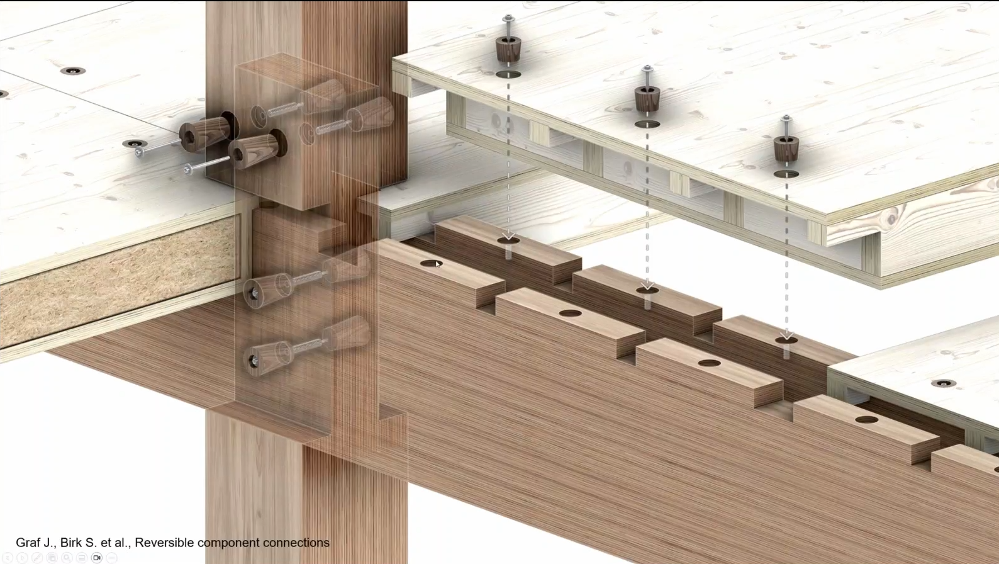 Graf J., Birk S. et al., Reversible component connections